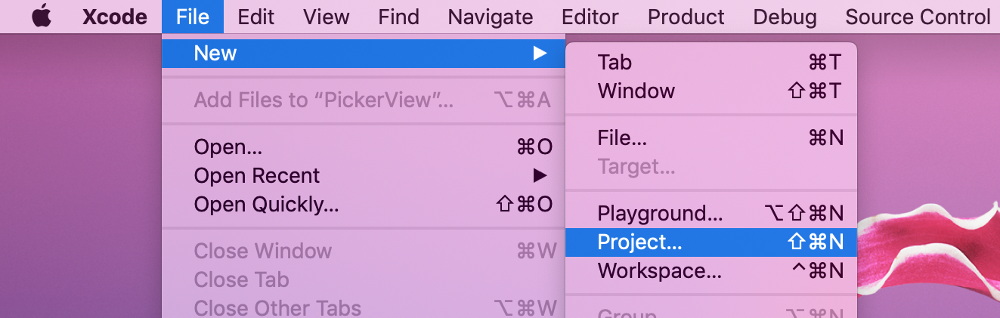 Xcode File Edit View Find Navigate Editor Product Debug Source Control
New ▶
Add Files to “PickerView”... ⌥⌘A
Open... ⌘O
Open Recent ▶
Open Quickly... ⇧⌘O
Close Window ⌘W
Close Tab
Close Other Tabs ⌥⌘W
Tab ⌘T
Window ⇧⌘T
File... ⌘N
Target...
Playground... ⌥⇧⌘N
Project... ⇧⌘N
Workspace... ^⌘N
Group ⌥⌘N